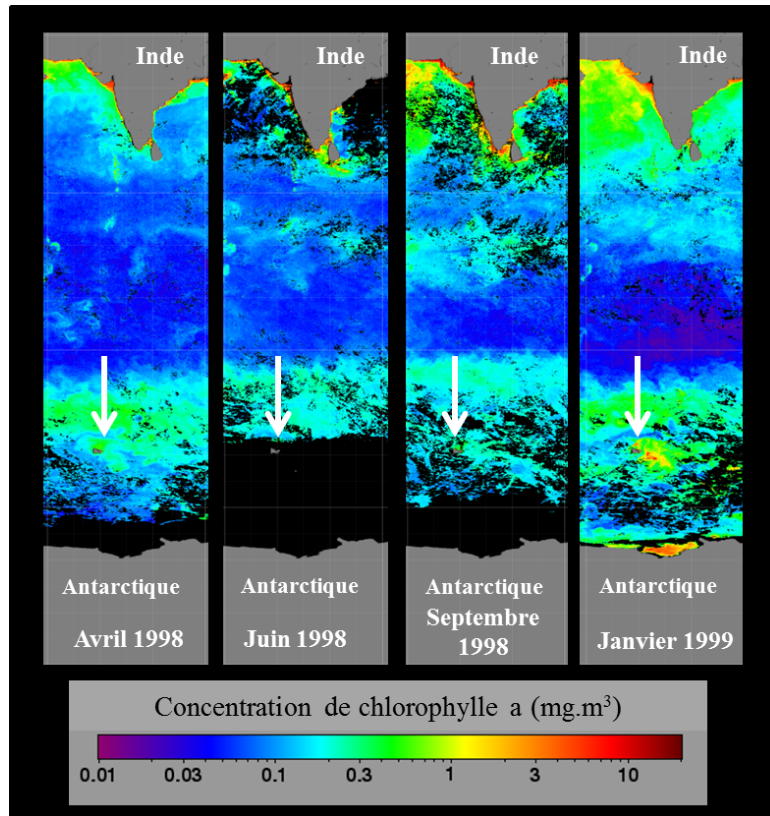 Inde
Inde
Inde
Inde
Antarctique
Antarctique
Antarctique
Antarctique
Avril 1998
Juin 1998
Septembre
1998
Janvier 1999
Concentration de chlorophylle a (mg.m³)
0.01 0.03 0.1 0.3 1 3 10